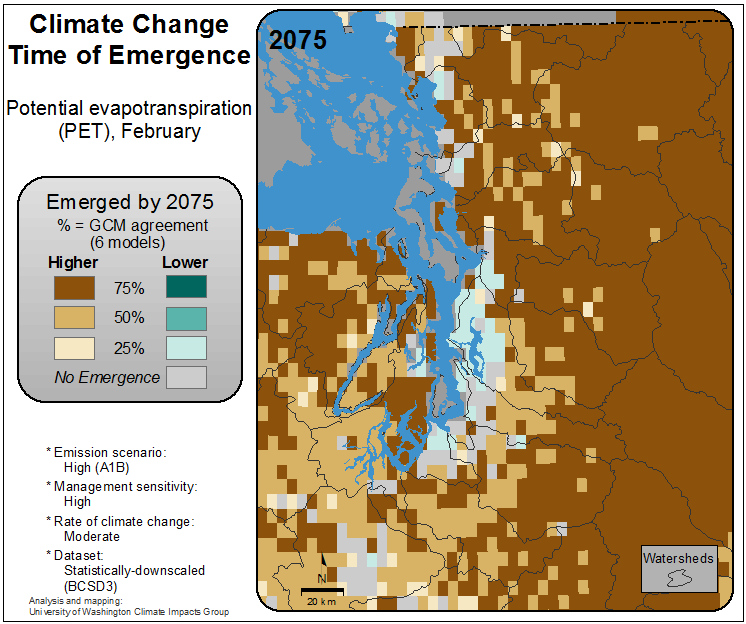 Climate Change
Time of Emergence
Potential evapotranspiration
(PET), February
Emerged by 2075
% = GCM agreement
(6 models)
Higher Lower
75%
50%
25%
No Emergence
* Emission scenario:
High (A1B)
* Management sensitivity:
High
* Rate of climate change:
Moderate
* Dataset:
Statistically-downscaled
(BCSD3)
Analysis and mapping:
University of Washington Climate Impacts Group
2075
N
20 km
Watersheds